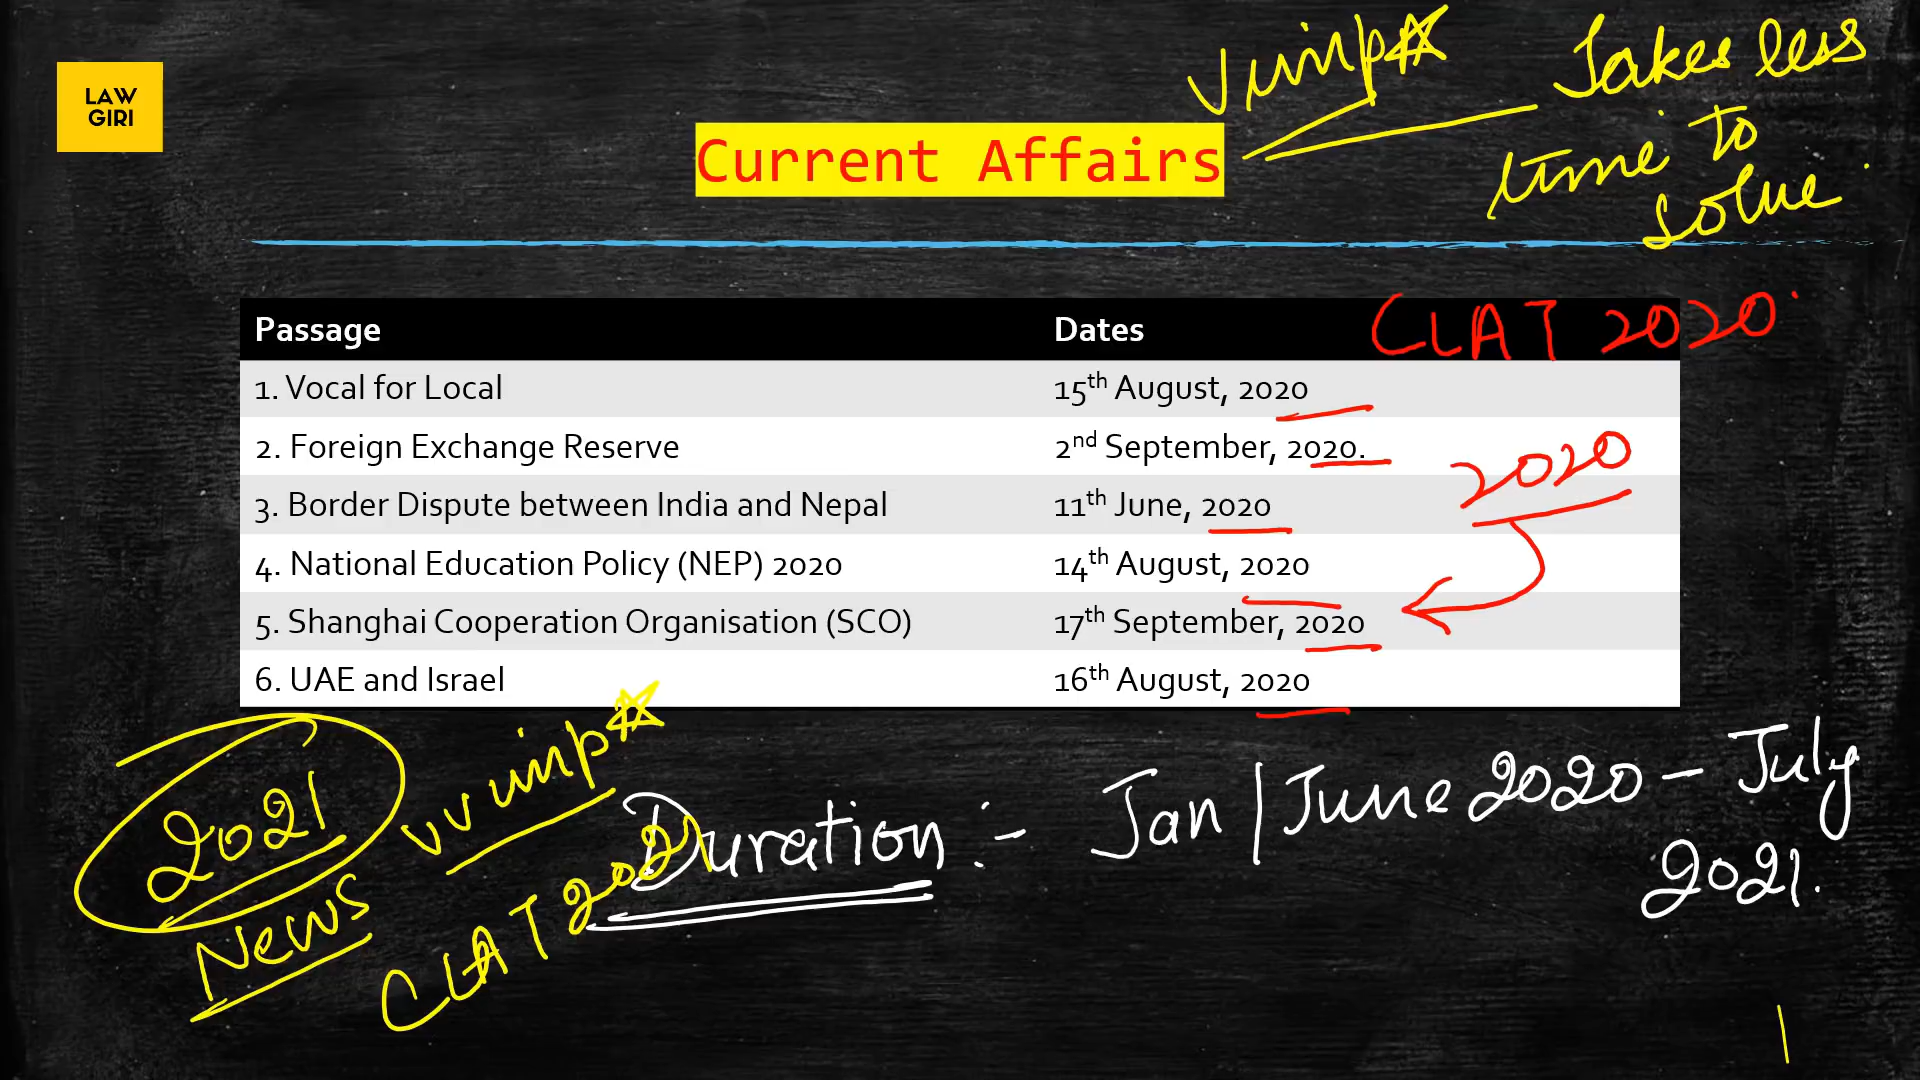 LAW
GIRI
Vvimp
Takes less
time to
solve
Current Affairs
CLAT 2020
Passage Dates
1. Vocal for Local 15th August, 2020
2. Foreign Exchange Reserve 2nd September, 2020.
2020
3. Border Dispute between India and Nepal 11th June, 2020
4. National Education Policy (NEP) 2020 14th August, 2020
5. Shanghai Cooperation Organisation (SCO) 17th September, 2020
6. UAE and Israel 16th August, 2020
2021
News
vvvimp
CLAT 2021
Duration :- Jan | June 2020 - July
2021.